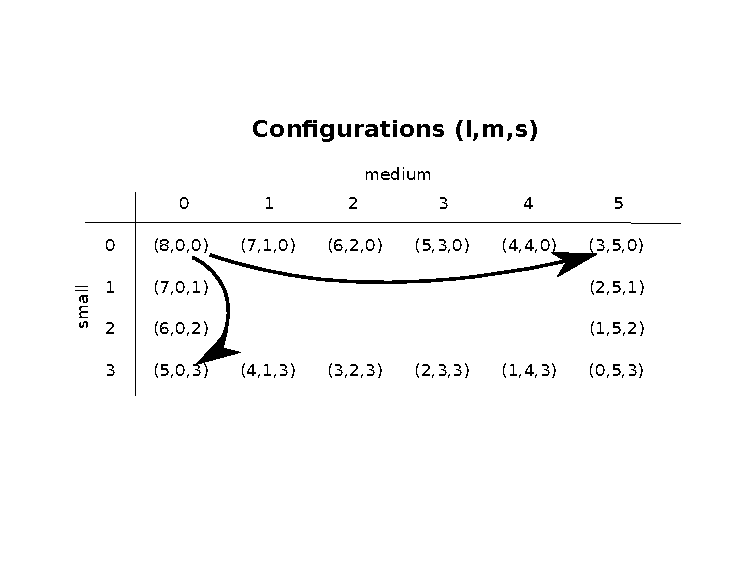 Configurations (l,m,s)
medium
0 1 2 3 4 5
small
0 (8,0,0) (7,1,0) (6,2,0) (5,3,0) (4,4,0) (3,5,0)
1 (7,0,1) (2,5,1)
2 (6,0,2) (1,5,2)
3 (5,0,3) (4,1,3) (3,2,3) (2,3,3) (1,4,3) (0,5,3)